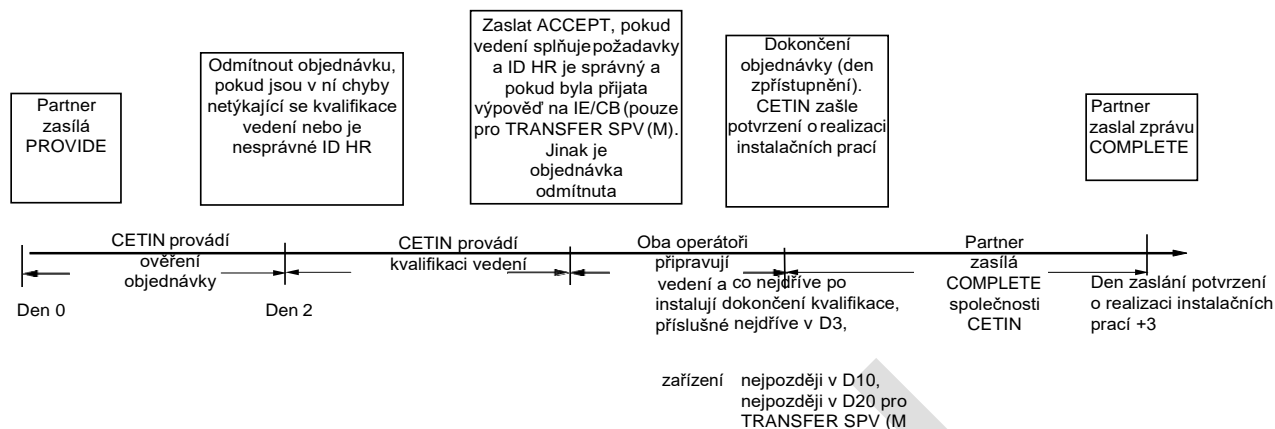 Partner
zasílá
PROVIDE
Odmítnout objednávku,
pokud jsou v ní chyby
netýkající se kvalifikace
vedení nebo je
nesprávné ID HR
Zaslat ACCEPT, pokud
vedení splňuje požadavky
a ID HR je správný a
pokud byla přijata
výpověď na IE/CB (pouze
pro TRANSFER SPV (M).
Jinak je
objednávka
odmítnuta
Dokončení
objednávky (den
zpřístupnění).
CETIN zašle
potvrzení o realizaci
instalačních prací
Partner
zaslal zprávu
COMPLETE
CETIN provádí
ověření
objednávky
CETIN provádí
kvalifikaci vedení
Oba operátoři
připravují
vedení a
instalují
příslušné
zařízení
Partner
zasílá
COMPLETE
společnosti
CETIN
Den 0
Den 2
co nejdříve po
dokončení kvalifikace,
nejdříve v D3,
nejpozději v D10,
nejpozději v D20 pro
TRANSFER SPV (M
Den zaslání potvrzení
o realizaci instalačních
prací +3